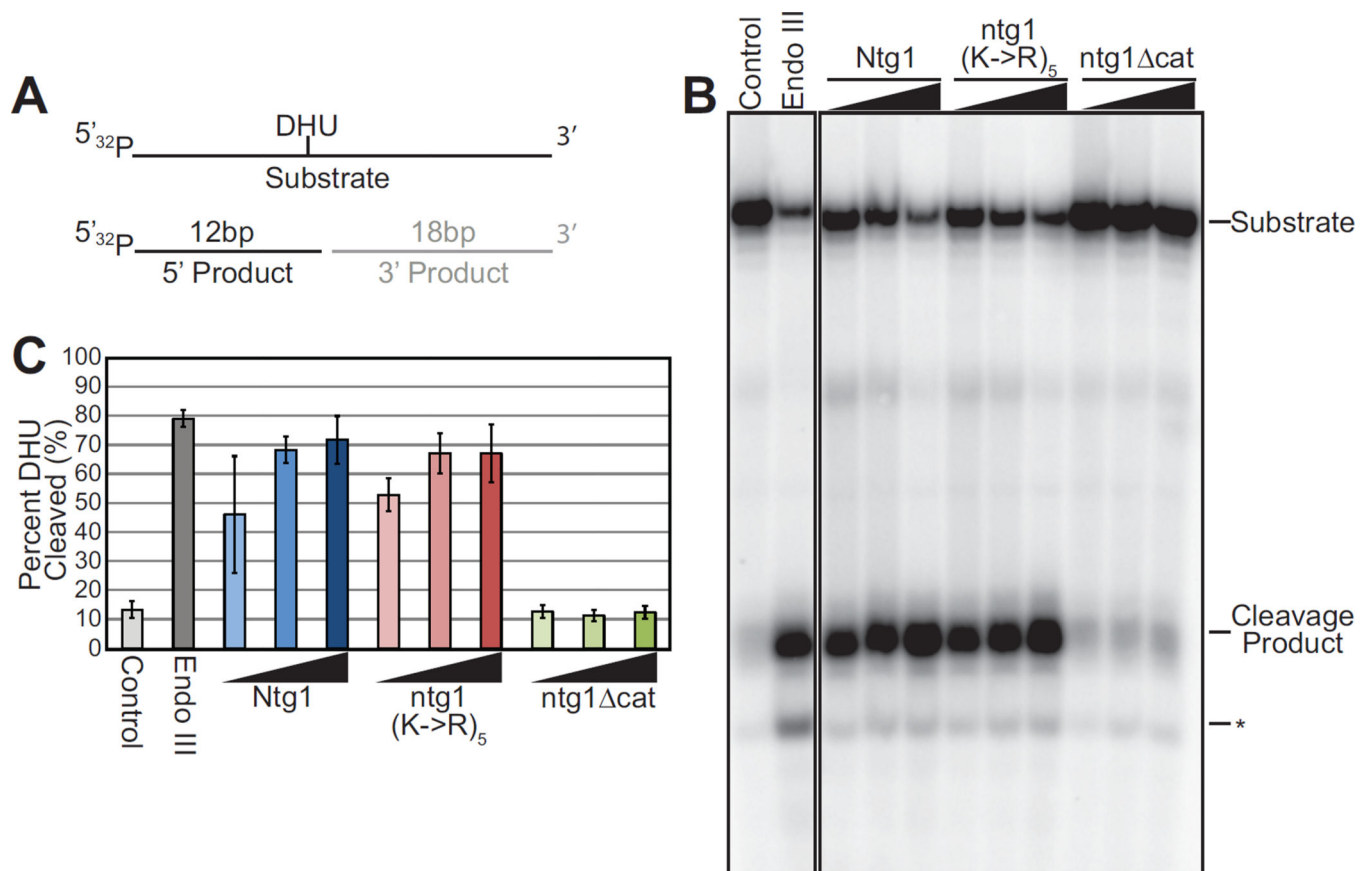 A
5'32P
DHU
3'
Substrate
5'32P
12bp
18bp
3'
5' Product
3' Product
B
Control
Endo III
Ntg1
ntg1
(K->R)5
ntg1Δcat
Substrate
Cleavage
Product
*
C
Percent DHU
Cleaved (%)
100
90
80
70
60
50
40
30
20
10
0
Control
Endo III
Ntg1
ntg1
(K->R)5
ntg1Δcat